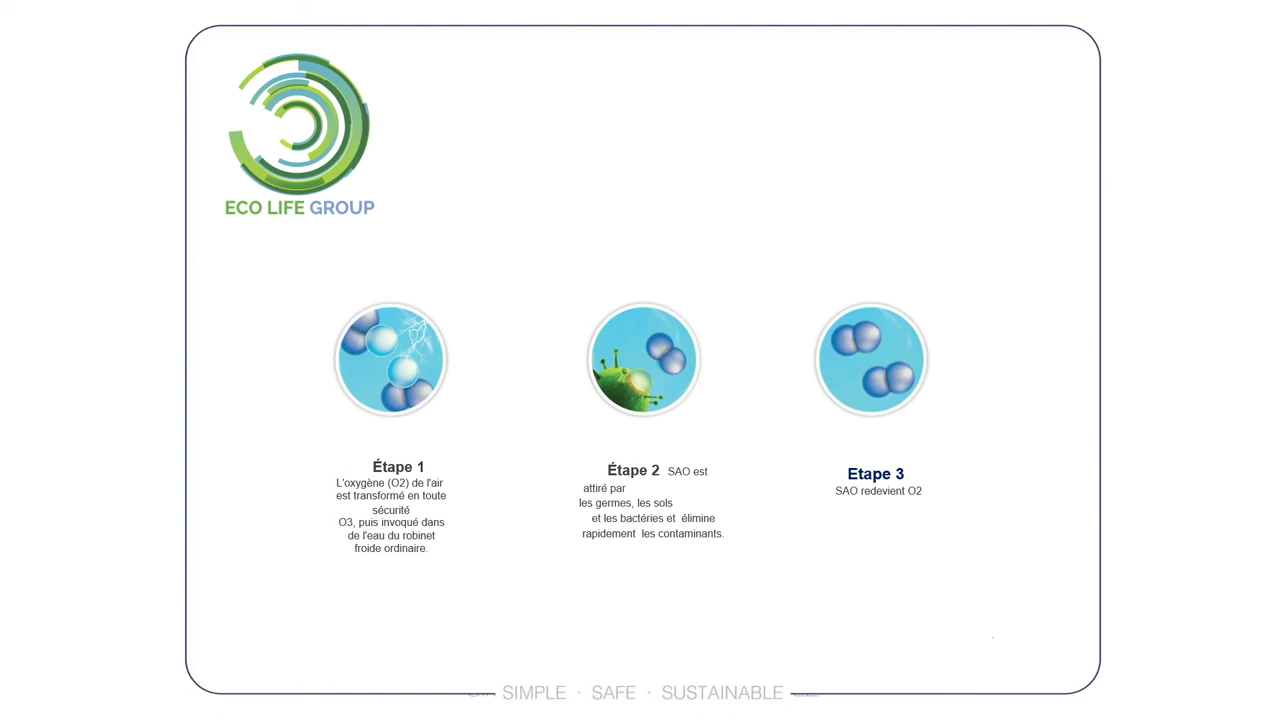 ECO LIFE GROUP
Étape 1
L'oxygène (O2) de l'air
est transformé en toute
sécurité
O3, puis invoqué dans
de l'eau du robinet
froide ordinaire.
Étape 2 SAO est
attiré par
les germes, les sols
et les bactéries et élimine
rapidement les contaminants.
Etape 3
SAO redevient O2
SIMPLE · SAFE · SUSTAINABLE